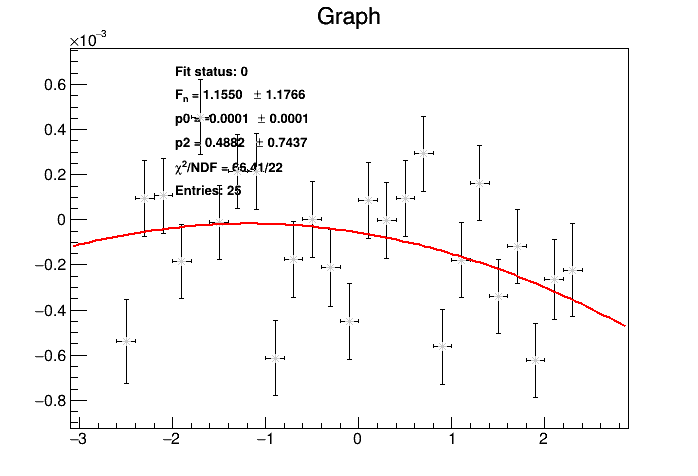 Graph
×10⁻³
Fit status: 0
Fₙ = 1.1550 ± 1.1766
p0 = -0.0001 ± 0.0001
p2 = 0.4882 ± 0.7437
χ²/NDF = 66.41/22
Entries: 25
0.6
0.4
0.2
0
−0.2
−0.4
−0.6
−0.8
−3 −2 −1 0 1 2